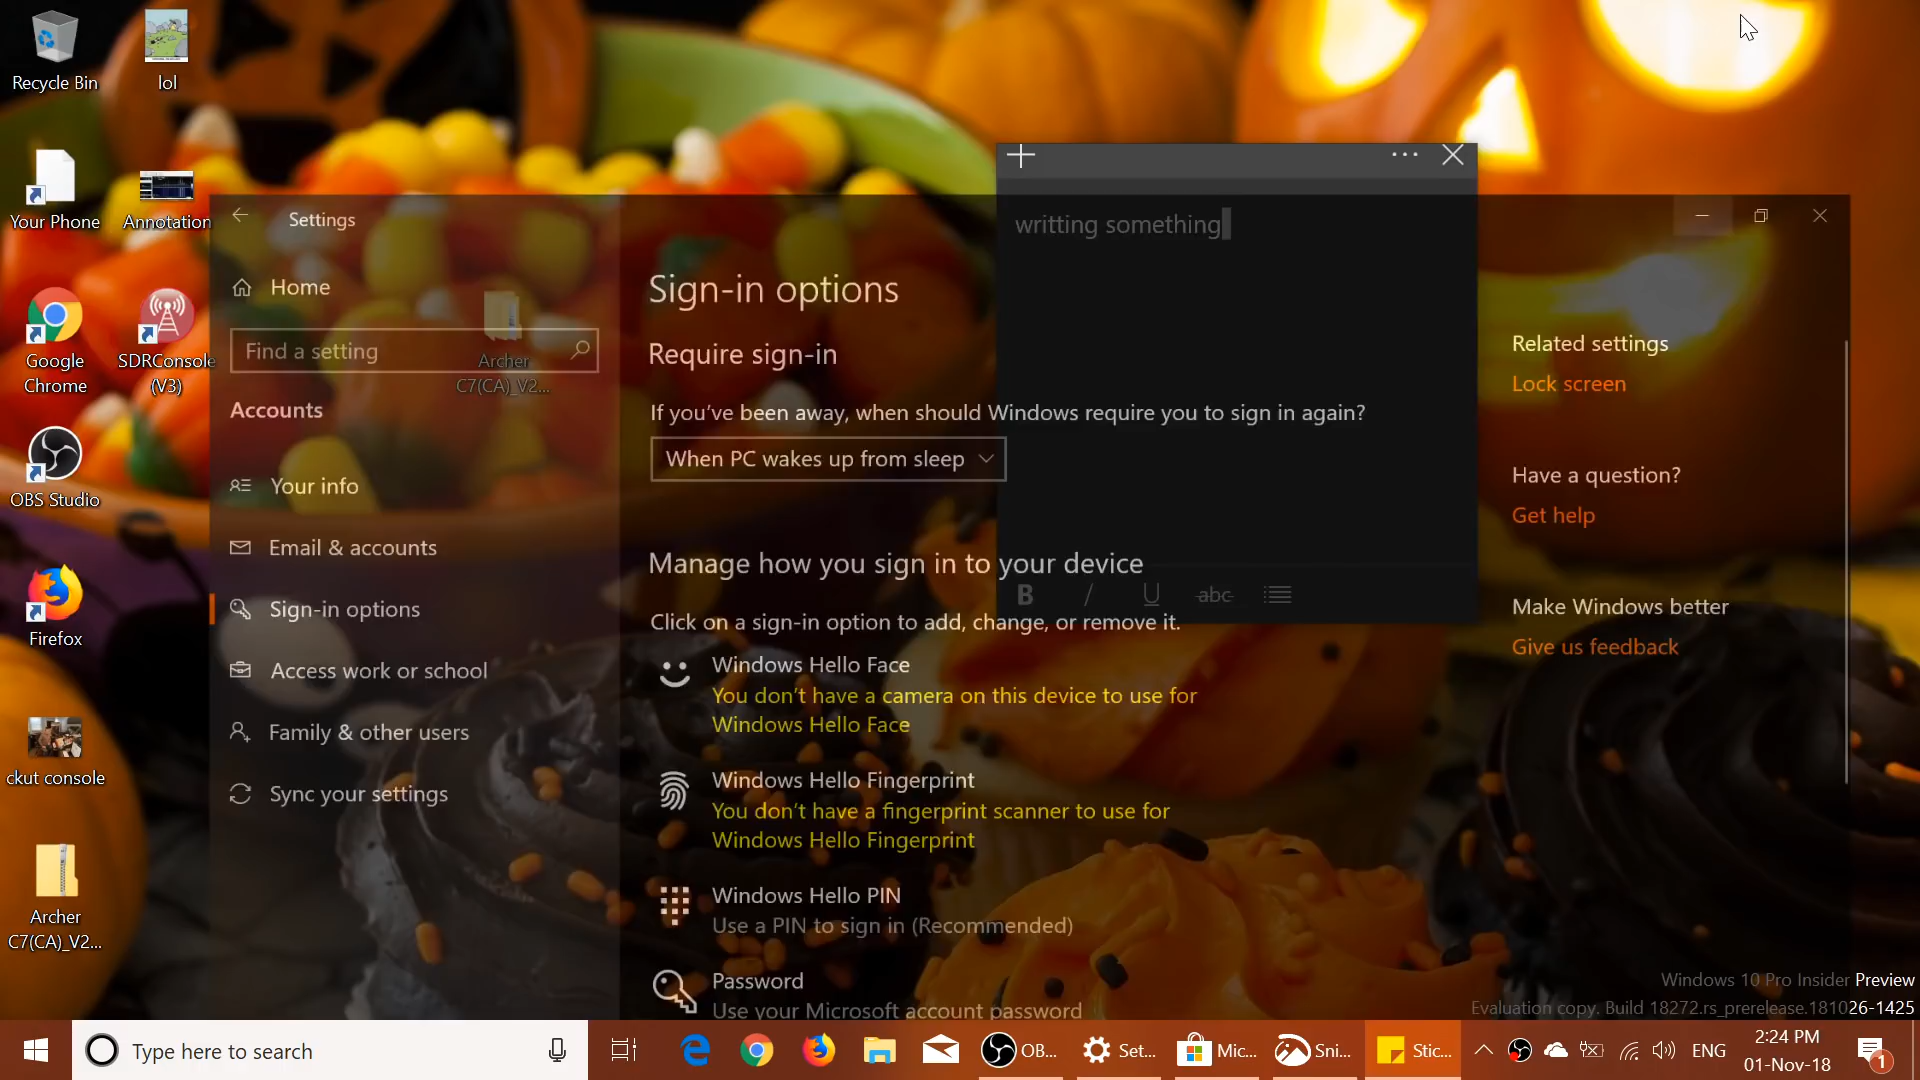 Recycle Bin
lol
Your Phone
Annotation
Google
Chrome
SDRConsole
(V3)
OBS Studio
Firefox
ckut console
Archer
C7(CA)_V2...
Settings
Home
Find a setting
Archer
C7(CA)_V2...
Accounts
Your info
Email & accounts
Sign-in options
Access work or school
Family & other users
Sync your settings
Sign-in options
Require sign-in
If you've been away, when should Windows require you to sign in again?
When PC wakes up from sleep
Manage how you sign in to your device
Click on a sign-in option to add, change, or remove it.
Windows Hello Face
You don't have a camera on this device to use for
Windows Hello Face
Windows Hello Fingerprint
You don't have a fingerprint scanner to use for
Windows Hello Fingerprint
Windows Hello PIN
Use a PIN to sign in (Recommended)
Password
Use your Microsoft account password
writting something
B / U abc
Related settings
Lock screen
Have a question?
Get help
Make Windows better
Give us feedback
Windows 10 Pro Insider Preview
Evaluation copy. Build 18272.rs_prerelease.181026-1425
Type here to search
OB...
Set...
Mic...
Sni...
Stic...
ENG
2:24 PM
01-Nov-18
1